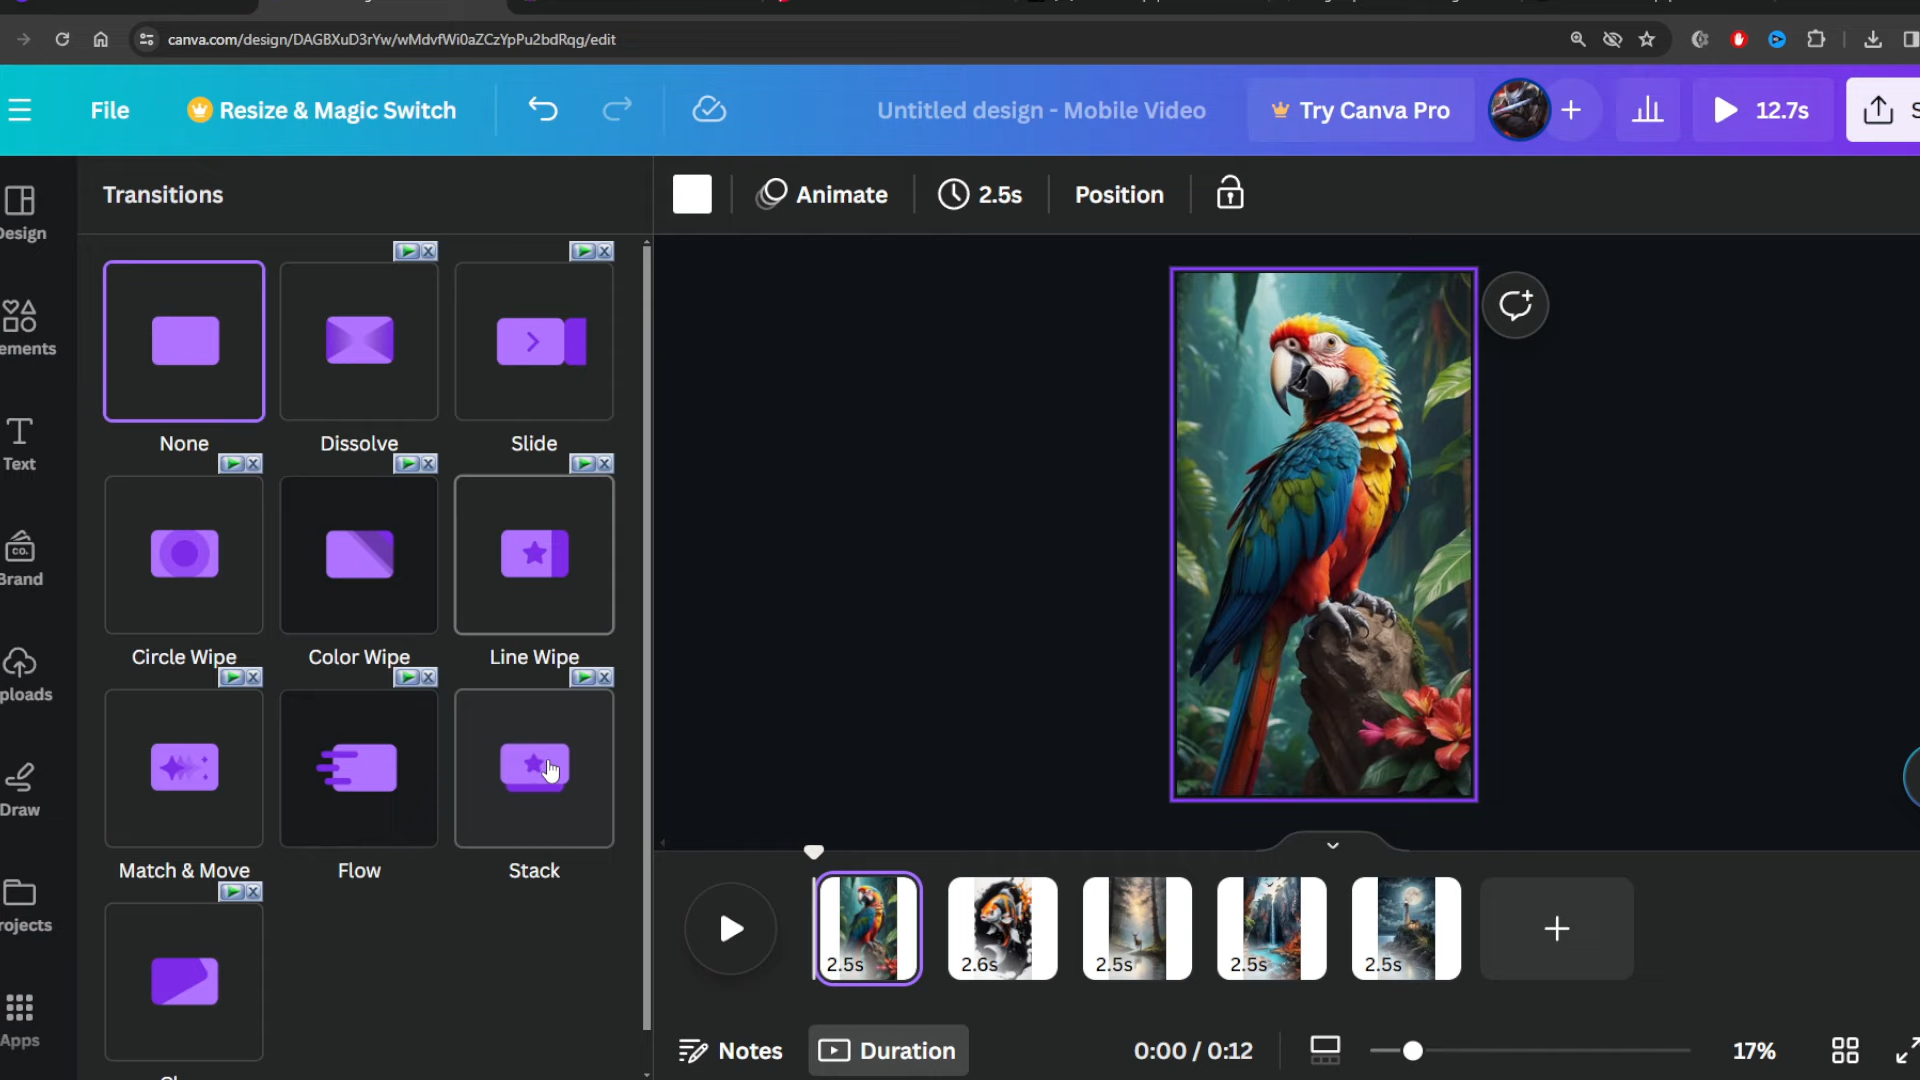 canva.com/design/DAGBXuD3rYw/wMdvfWi0aZCzYpPu2bdRqg/edit
File
Resize & Magic Switch
Untitled design - Mobile Video
Try Canva Pro
12.7s
S
Transitions
Animate
2.5s
Position
Design
ements
Text
CO.
Brand
ploads
Draw
rojects
Apps
None
Dissolve
Slide
Circle Wipe
Color Wipe
Line Wipe
Match & Move
Flow
Stack
2.5s
2.6s
2.5s
2.5s
2.5s
Notes
Duration
0:00 / 0:12
17%